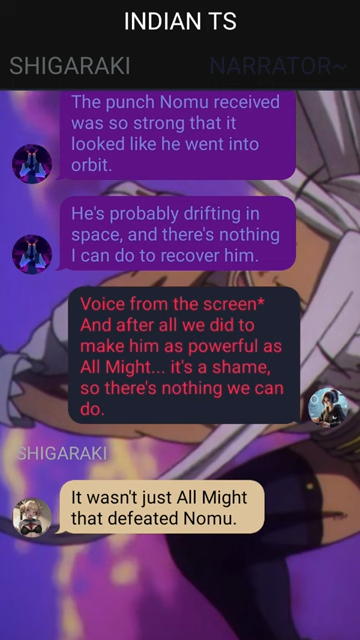 INDIAN TS
SHIGARAKI
NARRATOR~
The punch Nomu received
was so strong that it
looked like he went into
orbit.
He's probably drifting in
space, and there's nothing
I can do to recover him.
Voice from the screen*
And after all we did to
make him as powerful as
All Might... it's a shame,
so there's nothing we can
do.
SHIGARAKI
It wasn't just All Might
that defeated Nomu.